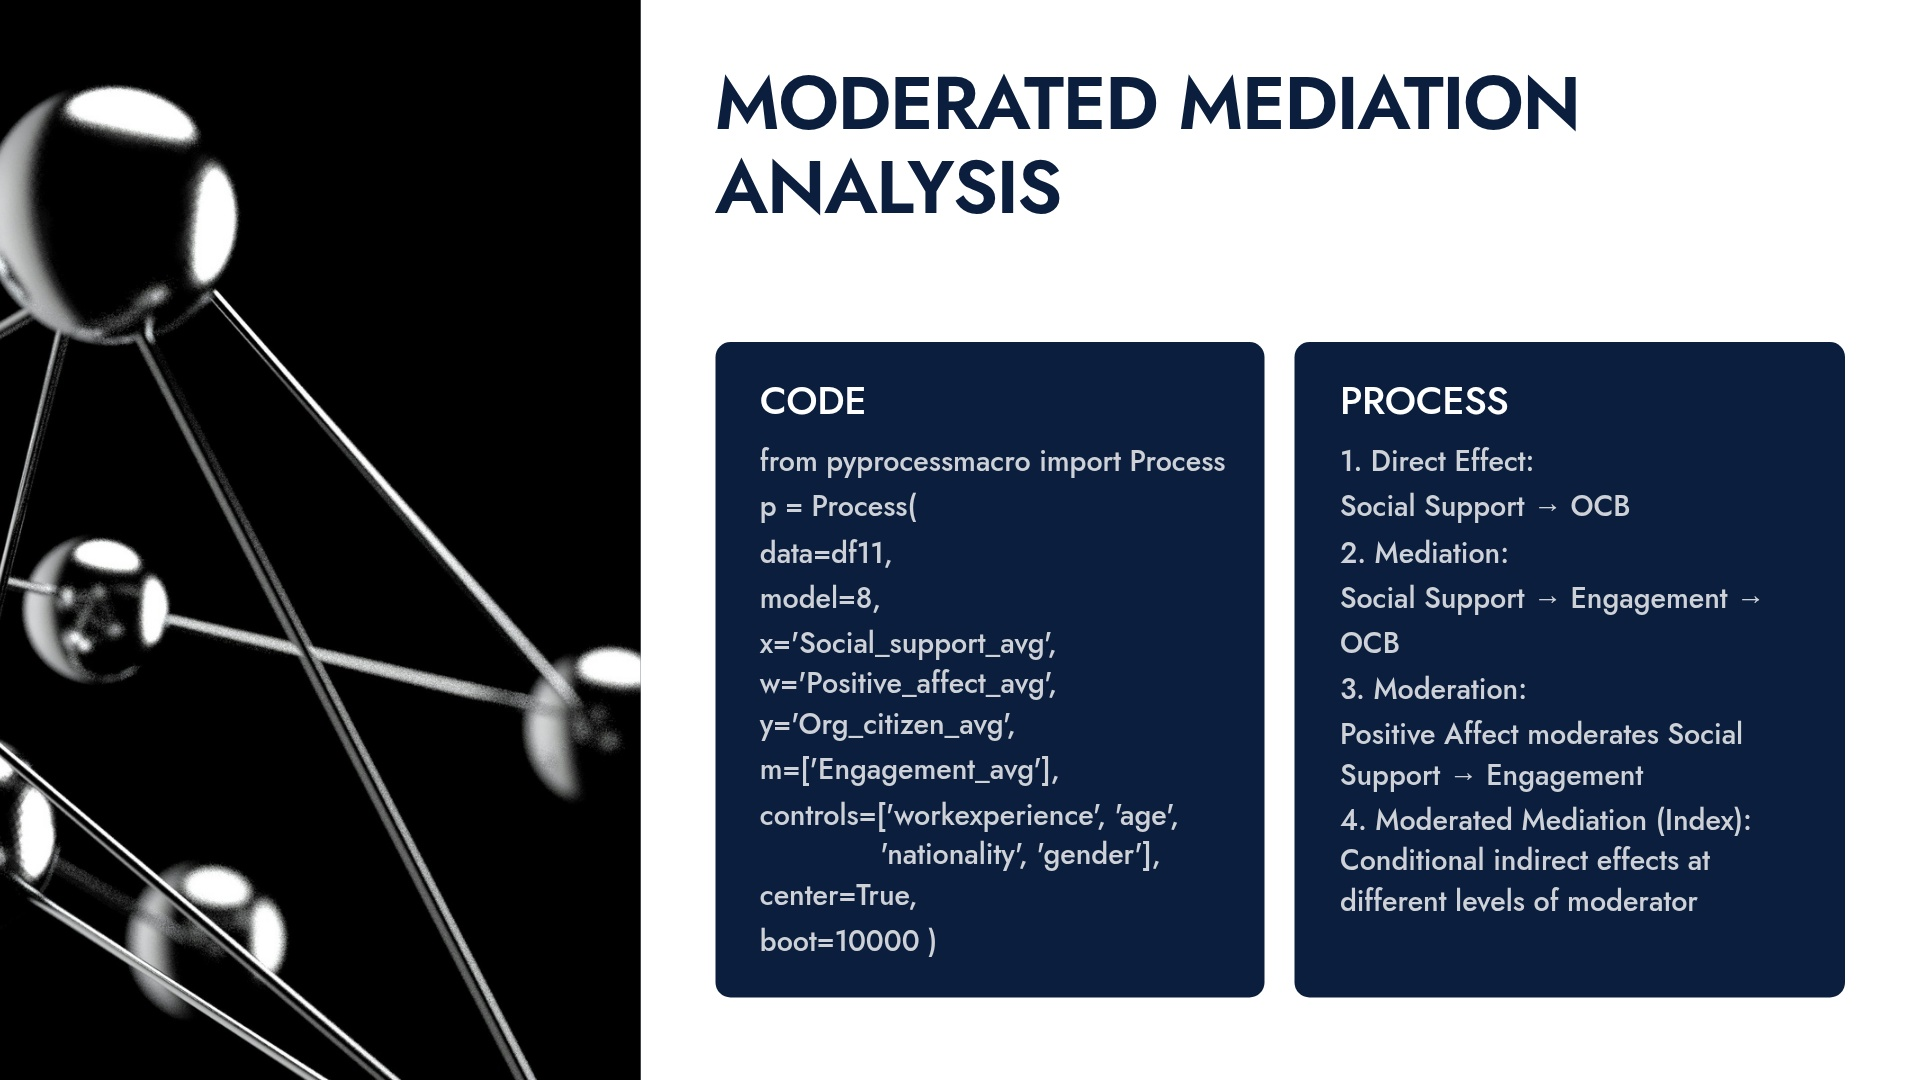 MODERATED MEDIATION
ANALYSIS
CODE
from pyprocessmacro import Process
p = Process(
data=df11,
model=8,
x='Social_support_avg',
w='Positive_affect_avg',
y='Org_citizen_avg',
m=['Engagement_avg'],
controls=['workexperience', 'age',
'nationality', 'gender'],
center=True,
boot=10000 )
PROCESS
1. Direct Effect:
Social Support → OCB
2. Mediation:
Social Support → Engagement →
OCB
3. Moderation:
Positive Affect moderates Social
Support → Engagement
4. Moderated Mediation (Index):
Conditional indirect effects at
different levels of moderator